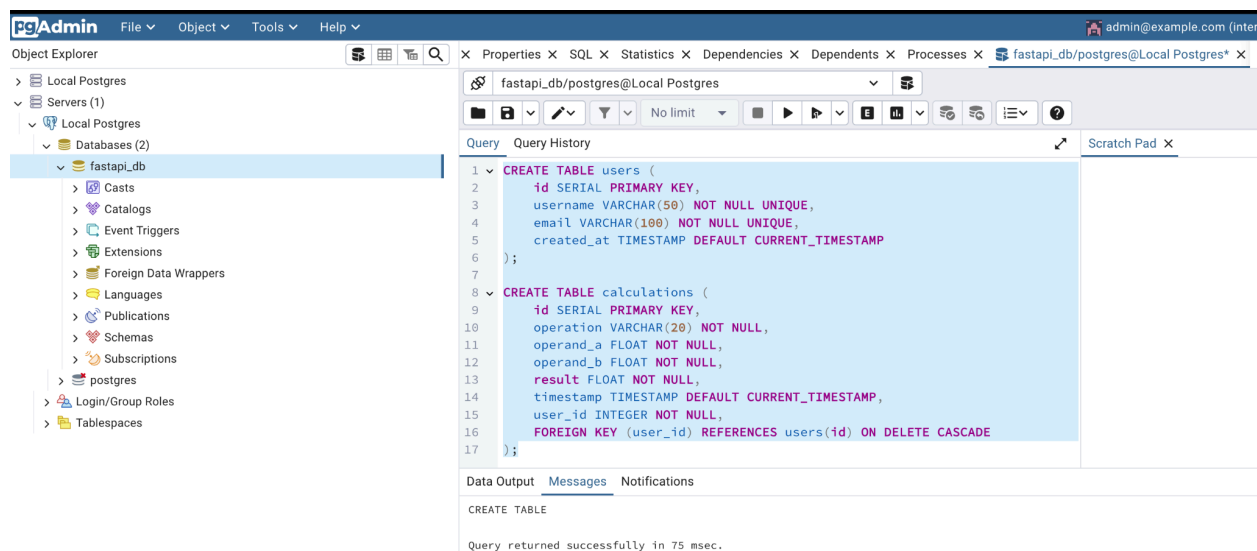 pgAdmin File Object Tools Help admin@example.com (inter
Object Explorer
Properties SQL Statistics Dependencies Dependents Processes fastapi_db/postgres@Local Postgres*
Local Postgres
Servers (1)
Local Postgres
Databases (2)
fastapi_db
Casts
Catalogs
Event Triggers
Extensions
Foreign Data Wrappers
Languages
Publications
Schemas
Subscriptions
postgres
Login/Group Roles
Tablespaces
fastapi_db/postgres@Local Postgres
No limit E
Query Query History
Scratch Pad
1 CREATE TABLE users (
2 id SERIAL PRIMARY KEY,
3 username VARCHAR(50) NOT NULL UNIQUE,
4 email VARCHAR(100) NOT NULL UNIQUE,
5 created_at TIMESTAMP DEFAULT CURRENT_TIMESTAMP
6 );
7
8 CREATE TABLE calculations (
9 id SERIAL PRIMARY KEY,
10 operation VARCHAR(20) NOT NULL,
11 operand_a FLOAT NOT NULL,
12 operand_b FLOAT NOT NULL,
13 result FLOAT NOT NULL,
14 timestamp TIMESTAMP DEFAULT CURRENT_TIMESTAMP,
15 user_id INTEGER NOT NULL,
16 FOREIGN KEY (user_id) REFERENCES users(id) ON DELETE CASCADE
17 );
Data Output Messages Notifications
CREATE TABLE
Query returned successfully in 75 msec.